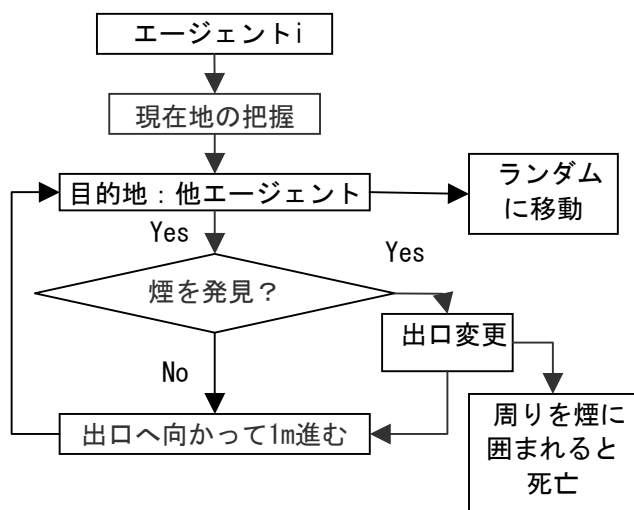 エージェントi
現在地の把握
目的地：他エージェント
ランダム
に移動
Yes
Yes
煙を発見？
出口変更
No
出口へ向かって1m進む
周りを煙に
囲まれると
死亡